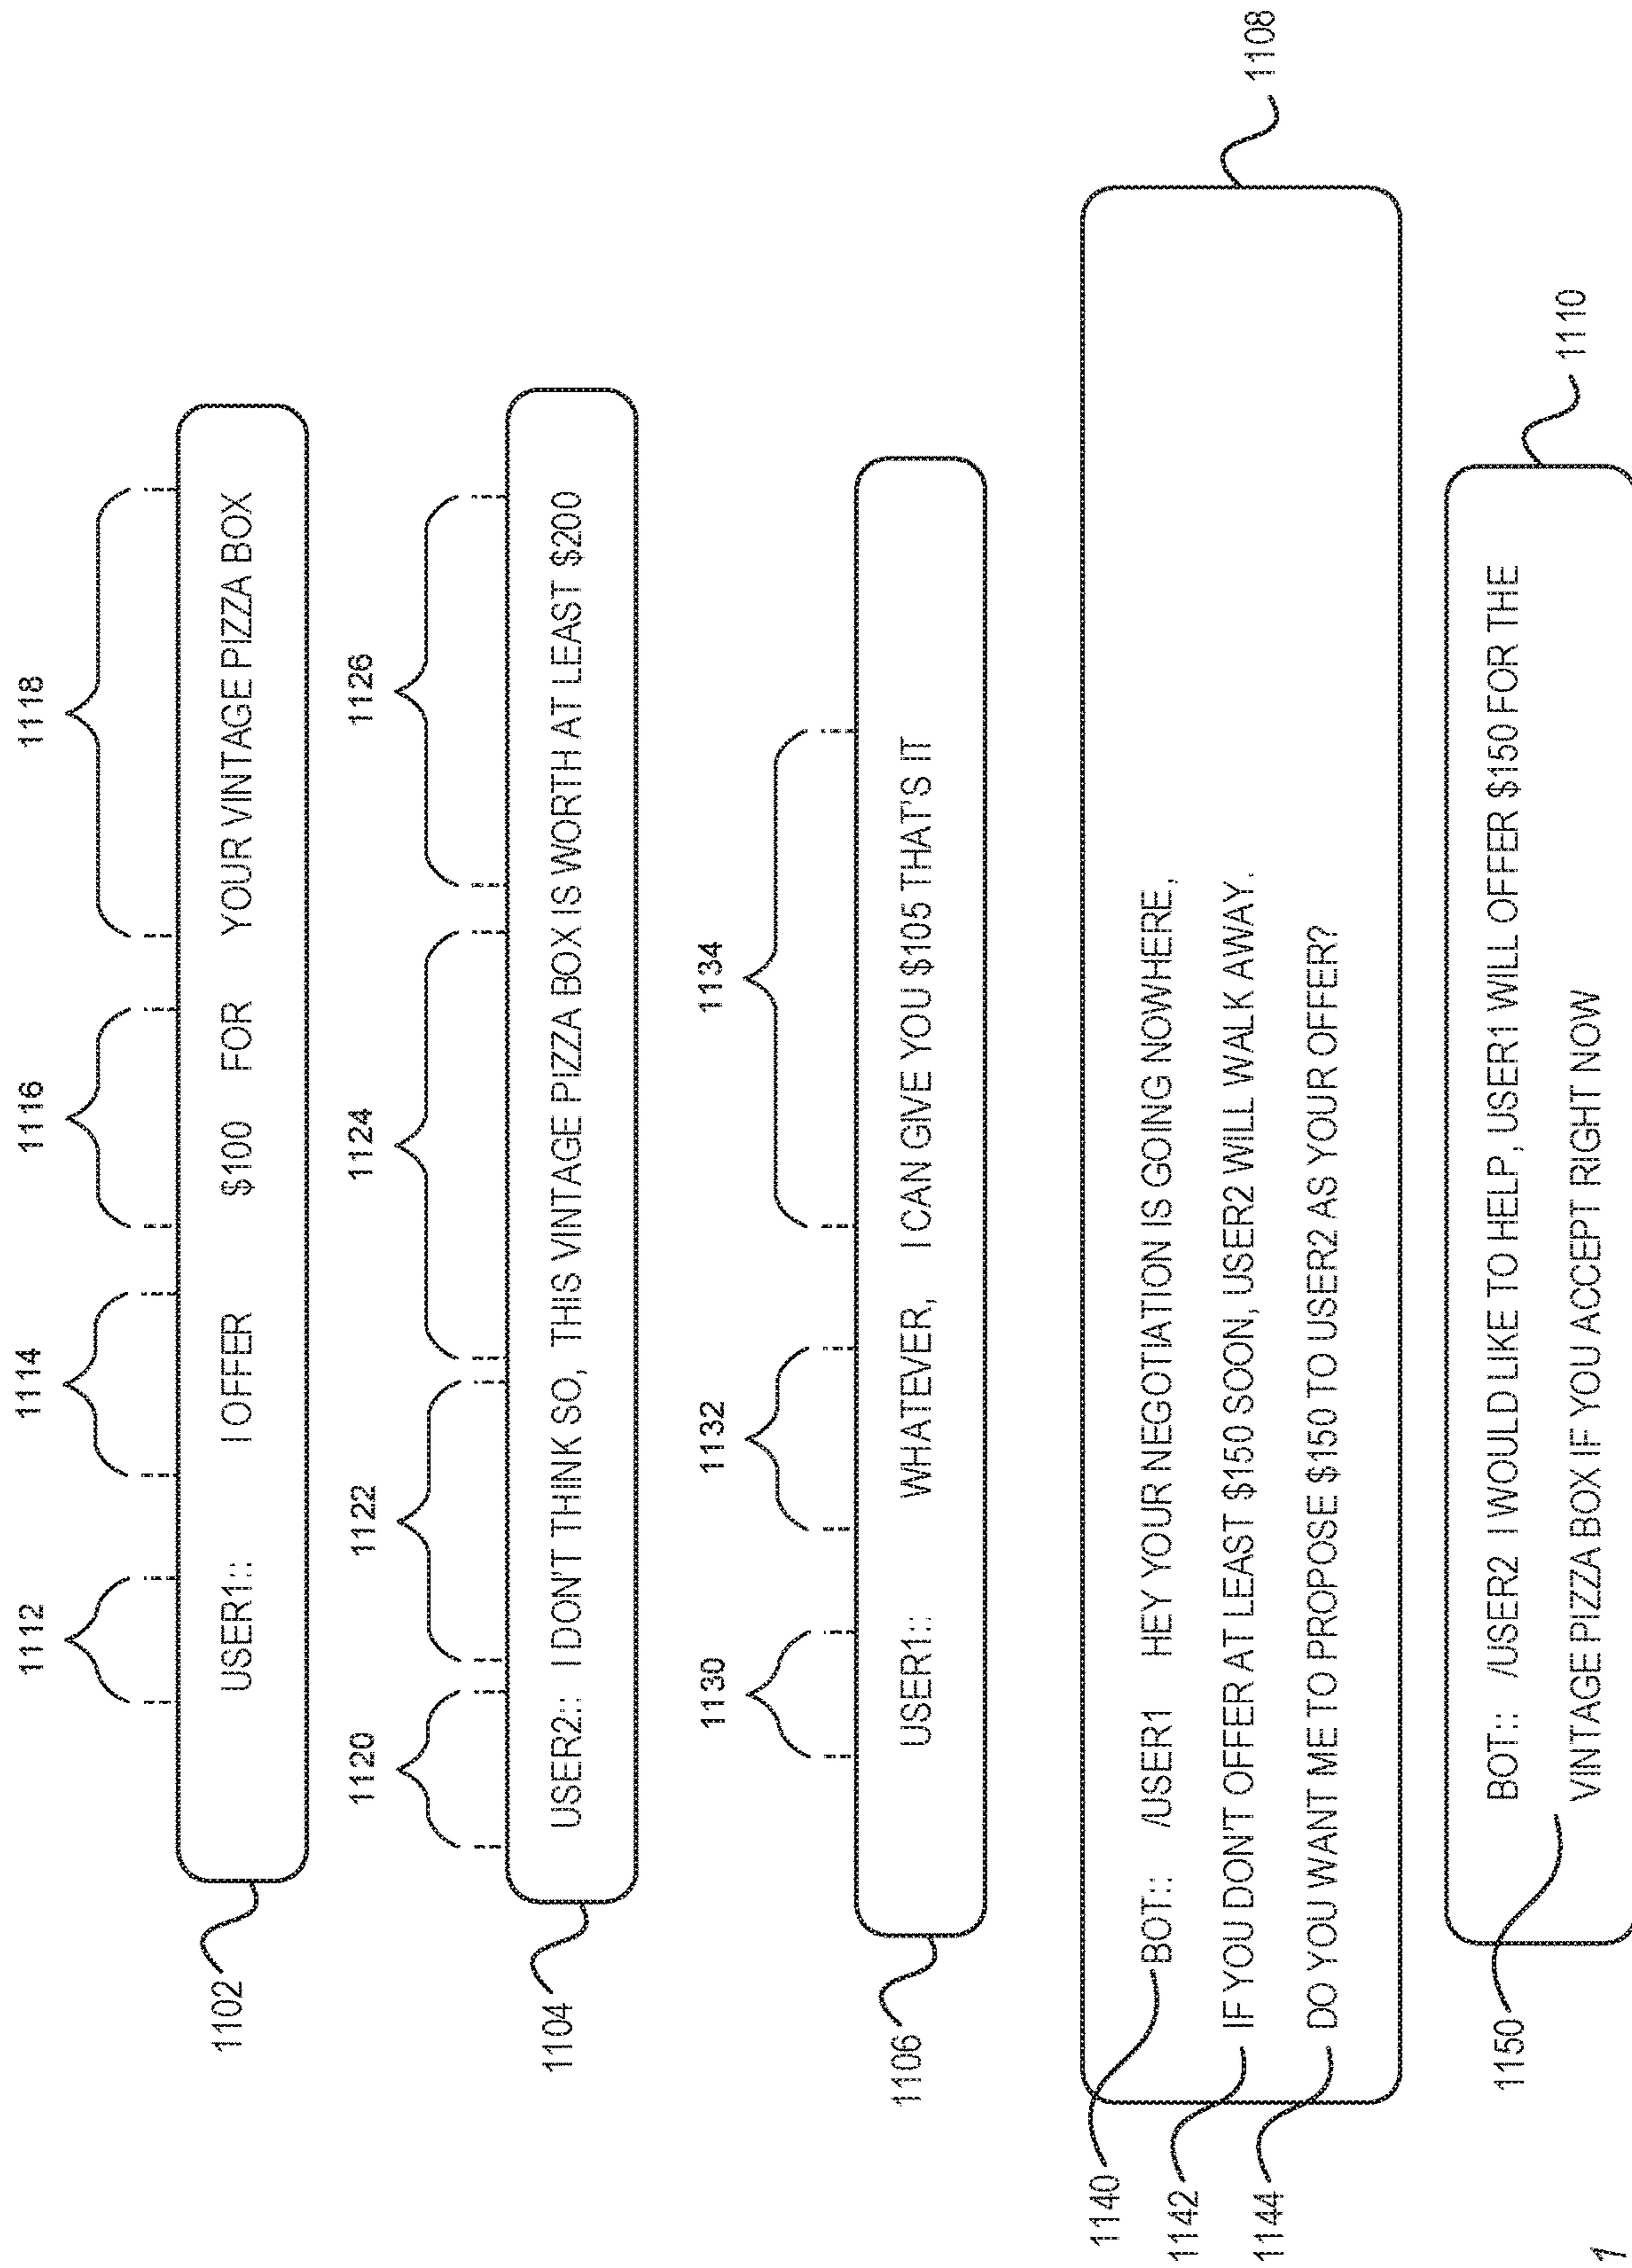 1112 1114 1116 1118
USER1:: I OFFER $100 FOR YOUR VINTAGE PIZZA BOX
1102
1120 1122 1124 1126
USER2:: I DON'T THINK SO, THIS VINTAGE PIZZA BOX IS WORTH AT LEAST $200
1104
1130 1132 1134
USER1:: WHATEVER, I CAN GIVE YOU $105 THAT'S IT
1106
1140
BOT:: /USER1 HEY YOUR NEGOTIATION IS GOING NOWHERE,
1142
IF YOU DON'T OFFER AT LEAST $150 SOON, USER2 WILL WALK AWAY.
1144
DO YOU WANT ME TO PROPOSE $150 TO USER2 AS YOUR OFFER?
1108
BOT:: /USER2 I WOULD LIKE TO HELP, USER1 WILL OFFER $150 FOR THE
VINTAGE PIZZA BOX IF YOU ACCEPT RIGHT NOW
1150
1110